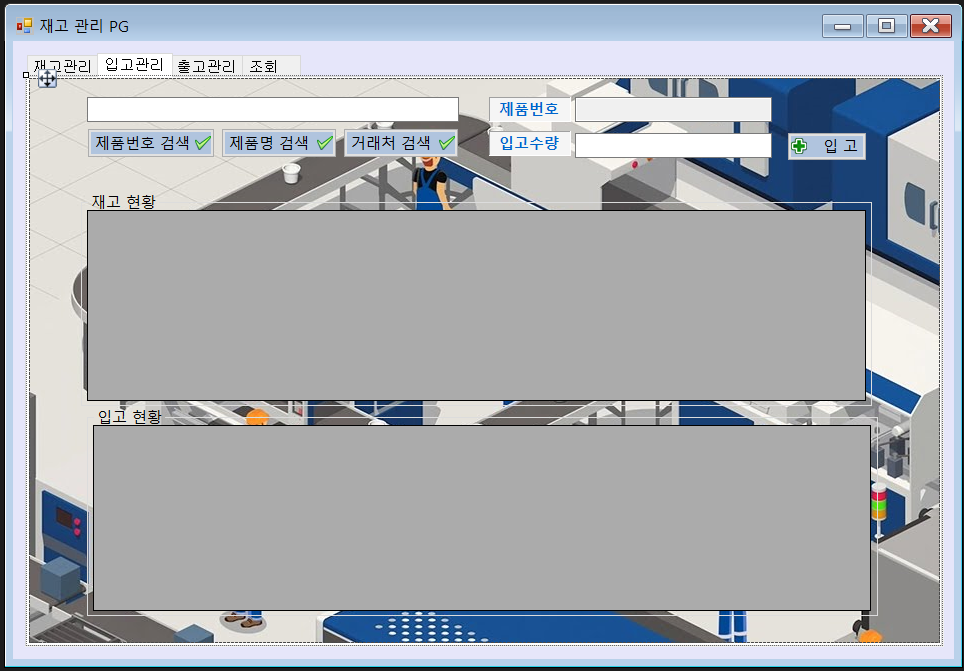 재고 관리 PG
재고관리 입고관리 출고관리 조회
제품번호
제품번호 검색 제품명 검색 거래처 검색 입고수량 입 고
재고 현황
입고 현황